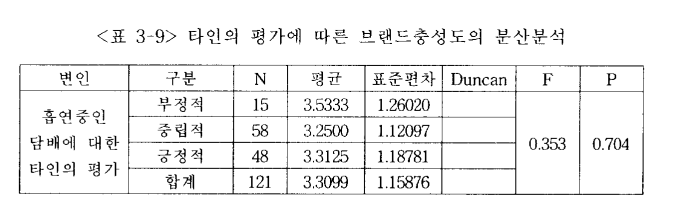 <표 3-9> 타인의 평가에 따른 브랜드충성도의 분산분석
변인 구분 N 평균 표준편차 Duncan F P
흡연중인 담배에 대한 타인의 평가
부정적 15 3.5333 1.26020
중립적 58 3.2500 1.12097
긍정적 48 3.3125 1.18781
합계 121 3.3099 1.15876
0.353 0.704